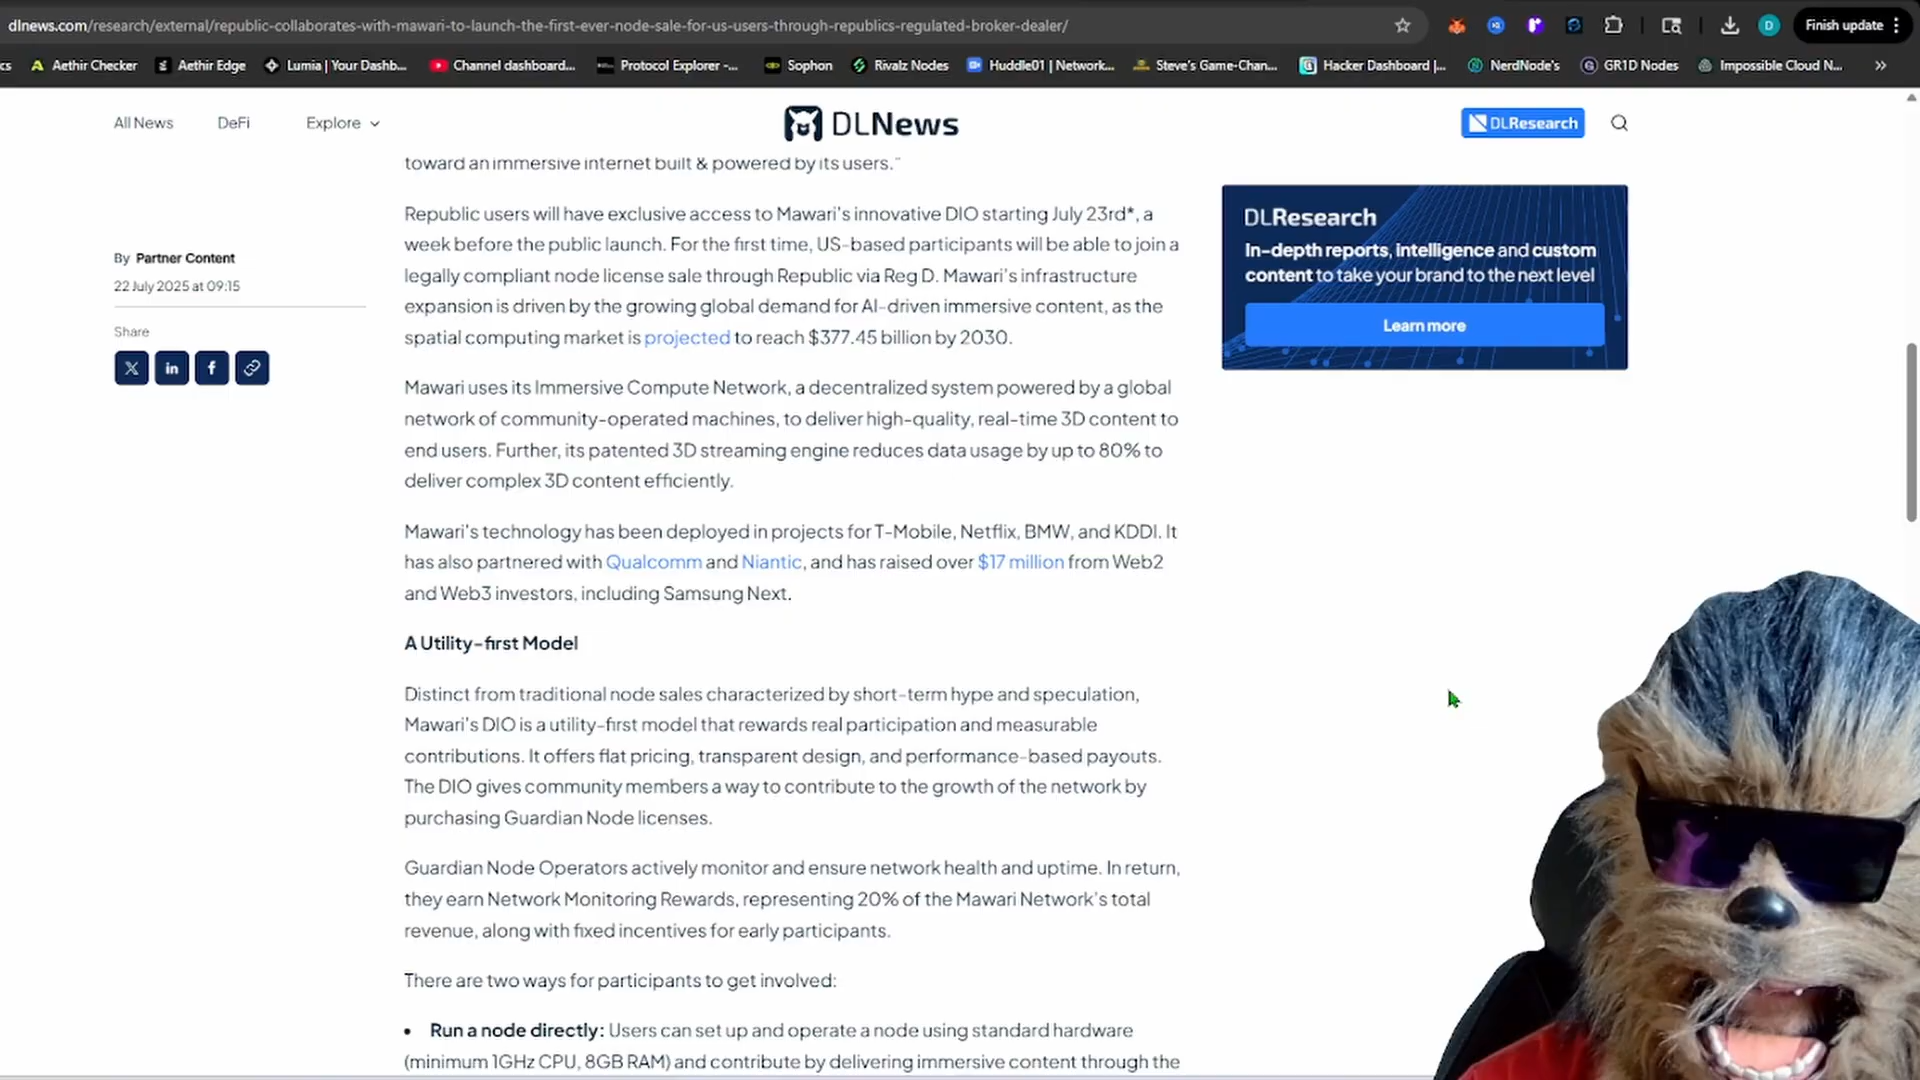 dlnews.com/research/external/republic-collaborates-with-mawari-to-launch-the-first-ever-node-sale-for-us-users-through-republics-regulated-broker-dealer/
D
Finish update
cs
Aethir Checker
Aethir Edge
Lumia | Your Dashb...
Channel dashboard...
Protocol Explorer -...
Sophon
Rivalz Nodes
Huddle01 | Network...
Steve's Game-Chan...
Hacker Dashboard |...
NerdNode's
GR1D Nodes
Impossible Cloud N...
»
All News
DeFi
Explore
DLNews
DLResearch
toward an immersive internet built & powered by its users."
Republic users will have exclusive access to Mawari's innovative DIO starting July 23rd*, a
week before the public launch. For the first time, US-based participants will be able to join a
legally compliant node license sale through Republic via Reg D. Mawari's infrastructure
expansion is driven by the growing global demand for AI-driven immersive content, as the
spatial computing market is projected to reach $377.45 billion by 2030.
By Partner Content
22 July 2025 at 09:15
Share
X
in
f
DLResearch
In-depth reports, intelligence and custom
content to take your brand to the next level
Learn more
Mawari uses its Immersive Compute Network, a decentralized system powered by a global
network of community-operated machines, to deliver high-quality, real-time 3D content to
end users. Further, its patented 3D streaming engine reduces data usage by up to 80% to
deliver complex 3D content efficiently.
Mawari's technology has been deployed in projects for T-Mobile, Netflix, BMW, and KDDI. It
has also partnered with Qualcomm and Niantic, and has raised over $17 million from Web2
and Web3 investors, including Samsung Next.
A Utility-first Model
Distinct from traditional node sales characterized by short-term hype and speculation,
Mawari's DIO is a utility-first model that rewards real participation and measurable
contributions. It offers flat pricing, transparent design, and performance-based payouts.
The DIO gives community members a way to contribute to the growth of the network by
purchasing Guardian Node licenses.
Guardian Node Operators actively monitor and ensure network health and uptime. In return,
they earn Network Monitoring Rewards, representing 20% of the Mawari Network's total
revenue, along with fixed incentives for early participants.
There are two ways for participants to get involved:
• Run a node directly: Users can set up and operate a node using standard hardware
(minimum 1GHz CPU, 8GB RAM) and contribute by delivering immersive content through the